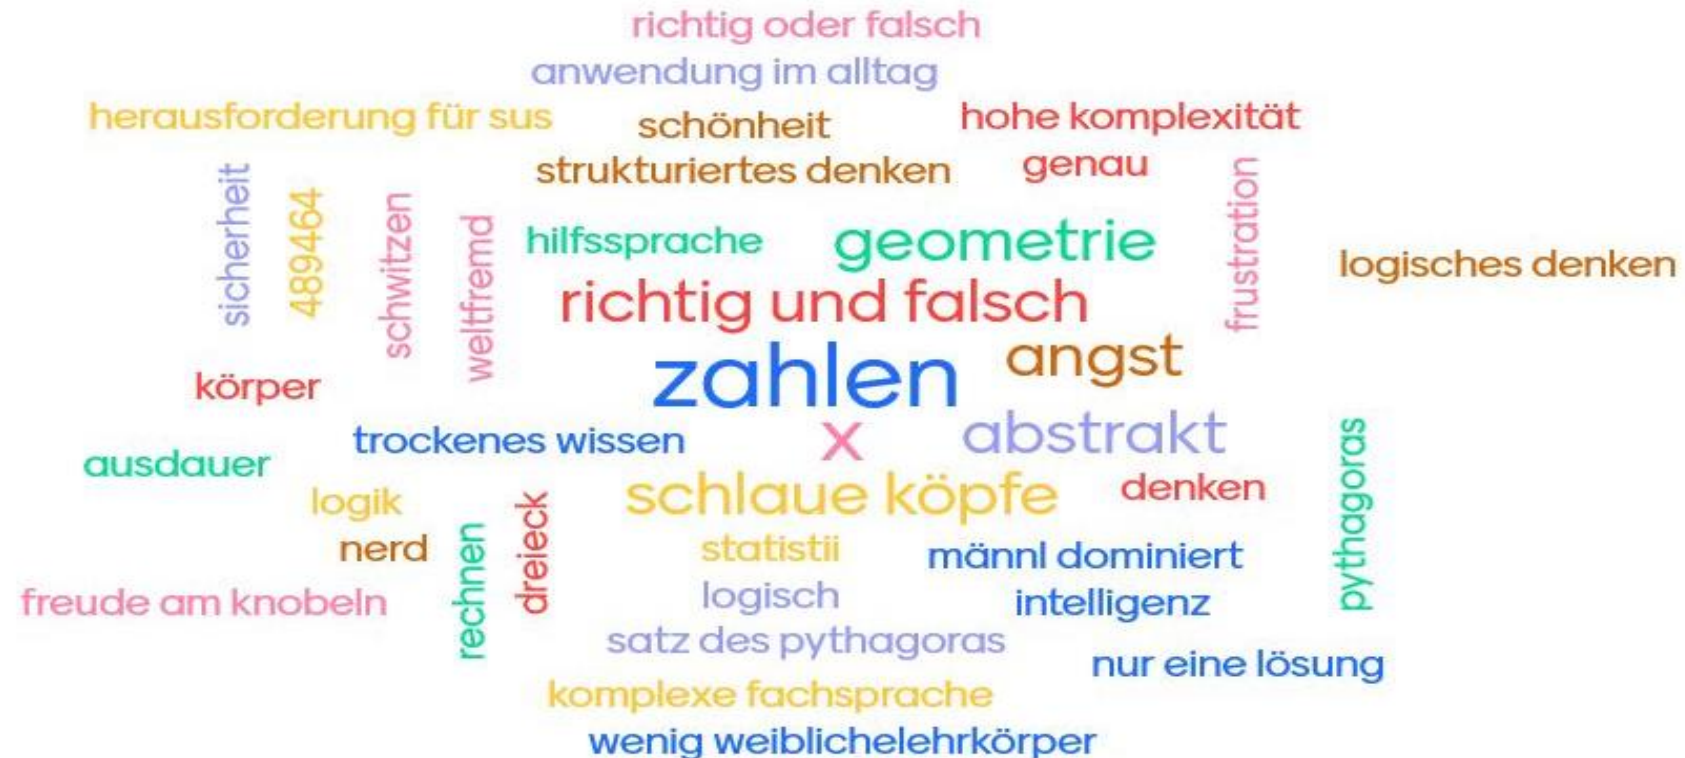 richtig oder falsch
anwendung im alltag
herausforderung für sus
schönheit
hohe komplexität
strukturiertes denken
genau
sicherheit
489464
schwitzen
weltfremd
hilfssprache
geometrie
frustration
logisches denken
richtig und falsch
zahlen
angst
körper
trockenes wissen
x
abstrakt
pythagoras
ausdauer
logik
schlaue köpfe
denken
nerd
rechnen
dreieck
statistii
männl dominiert
freude am knobeln
logisch
intelligenz
satz des pythagoras
nur eine lösung
komplexe fachsprache
wenig weiblichelehrkörper